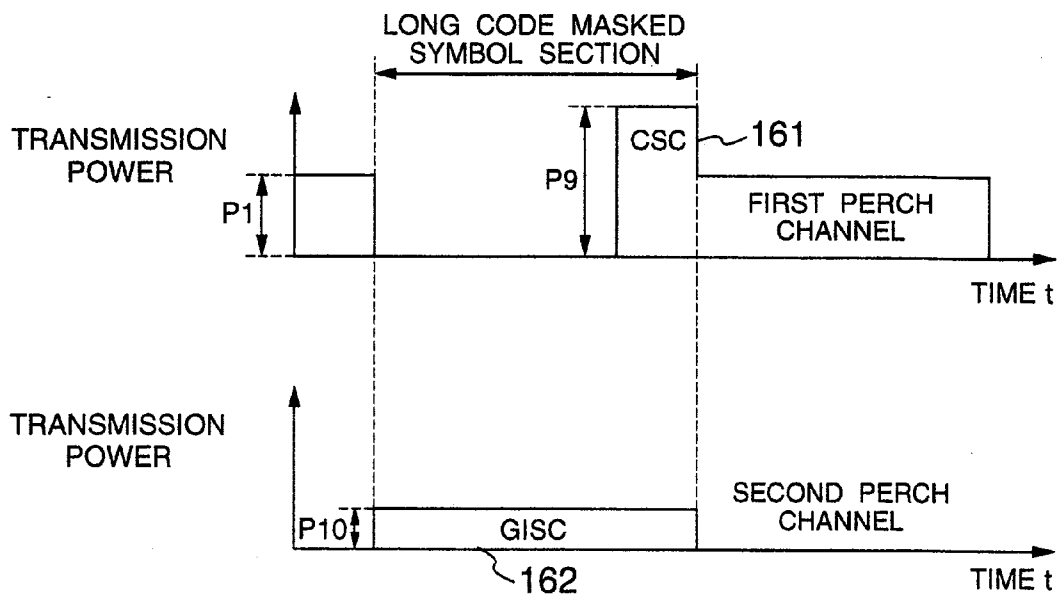 LONG CODE MASKED
SYMBOL SECTION
TRANSMISSION
POWER
P1
P9
CSC
161
FIRST PERCH
CHANNEL
TIME t
TRANSMISSION
POWER
P10
GISC
162
SECOND PERCH
CHANNEL
TIME t